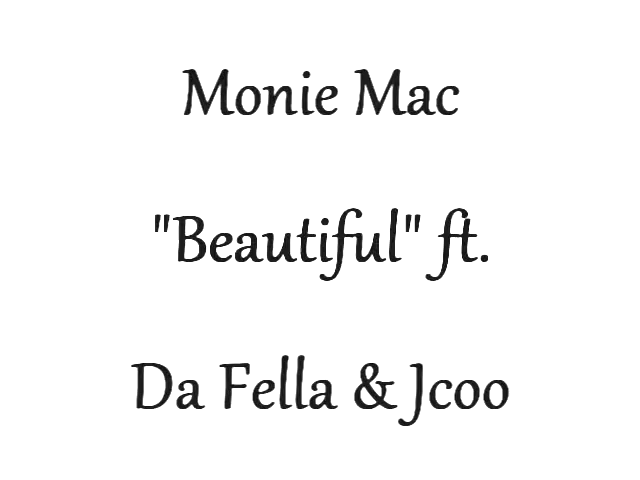 Monie Mac
"Beautiful" ft.
Da Fella & Jcoo